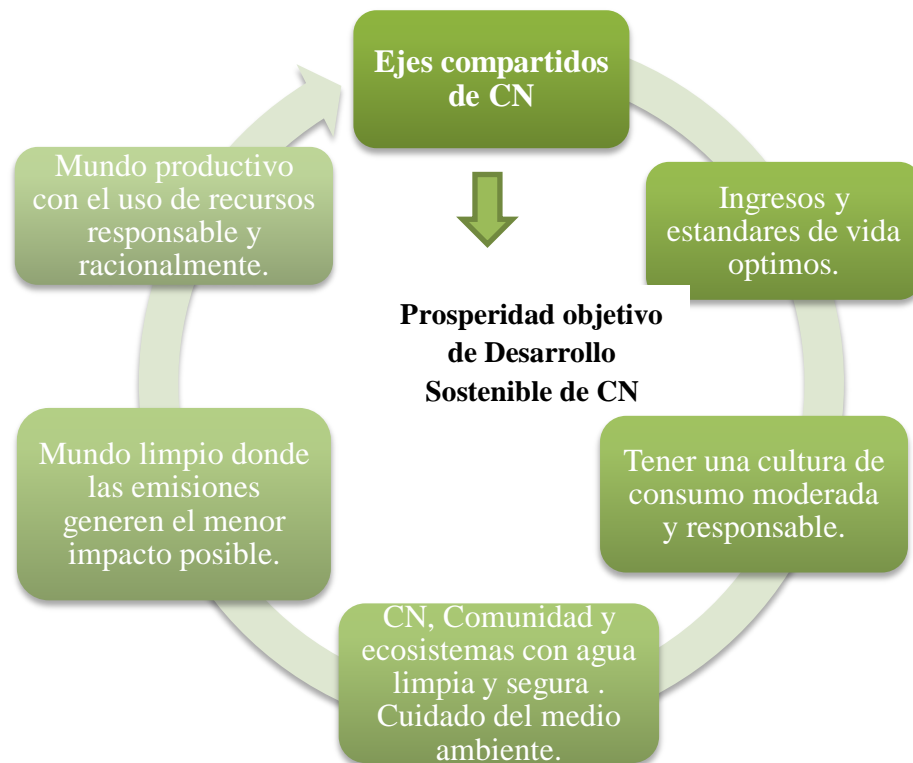 Ejes compartidos
de CN
Ingresos y
estandares de vida
optimos.
Tener una cultura de
consumo moderada
y responsable.
CN, Comunidad y
ecosistemas con agua
limpia y segura .
Cuidado del medio
ambiente.
Mundo limpio donde
las emisiones
generen el menor
impacto posible.
Mundo productivo
con el uso de recursos
responsable y
racionalmente.
Prosperidad objetivo
de Desarrollo
Sostenible de CN